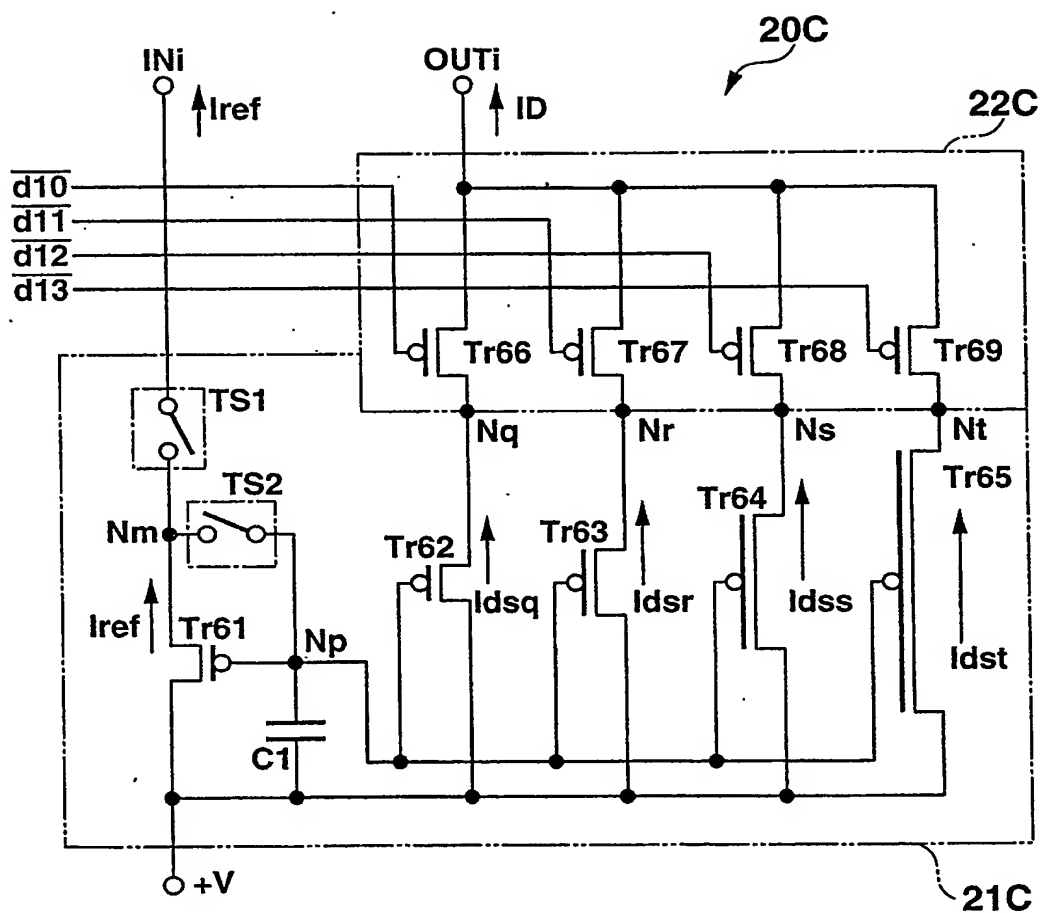 20C
INi
OUTi
Iref
ID
22C
d10
d11
d12
d13
Tr66
Tr67
Tr68
Tr69
TS1
Nq
Nr
Ns
Nt
TS2
Tr65
Tr64
Nm
Tr62
Tr63
Idsq
Idsr
Idss
Iref
Tr61
Np
Idst
C1
+V
21C